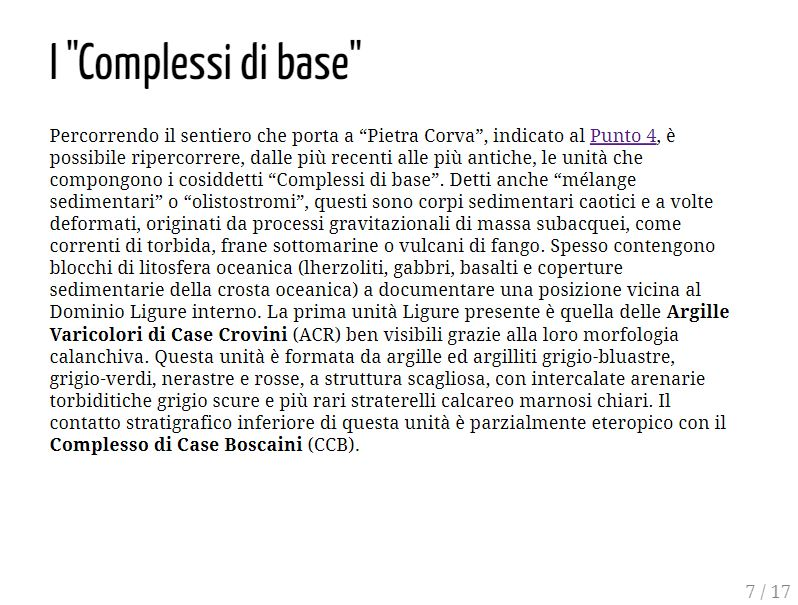 I "Complessi di base"
Percorrendo il sentiero che porta a “Pietra Corva”, indicato al Punto 4, è
possibile ripercorrere, dalle più recenti alle più antiche, le unità che
compongono i cosiddetti “Complessi di base”. Detti anche “mélange
sedimentari” o “olistostromi”, questi sono corpi sedimentari caotici e a volte
deformati, originati da processi gravitazionali di massa subacquei, come
correnti di torbida, frane sottomarine o vulcani di fango. Spesso contengono
blocchi di litosfera oceanica (lherzoliti, gabbri, basalti e coperture
sedimentarie della crosta oceanica) a documentare una posizione vicina al
Dominio Ligure interno. La prima unità Ligure presente è quella delle Argille
Varicolori di Case Crovini (ACR) ben visibili grazie alla loro morfologia
calanchiva. Questa unità è formata da argille ed argilliti grigio-bluastre,
grigio-verdi, nerastre e rosse, a struttura scagliosa, con intercalate arenarie
torbiditiche grigio scure e più rari straterelli calcareo marnosi chiari. Il
contatto stratigrafico inferiore di questa unità è parzialmente eteropico con il
Complesso di Case Boscaini (CCB).
7 / 17